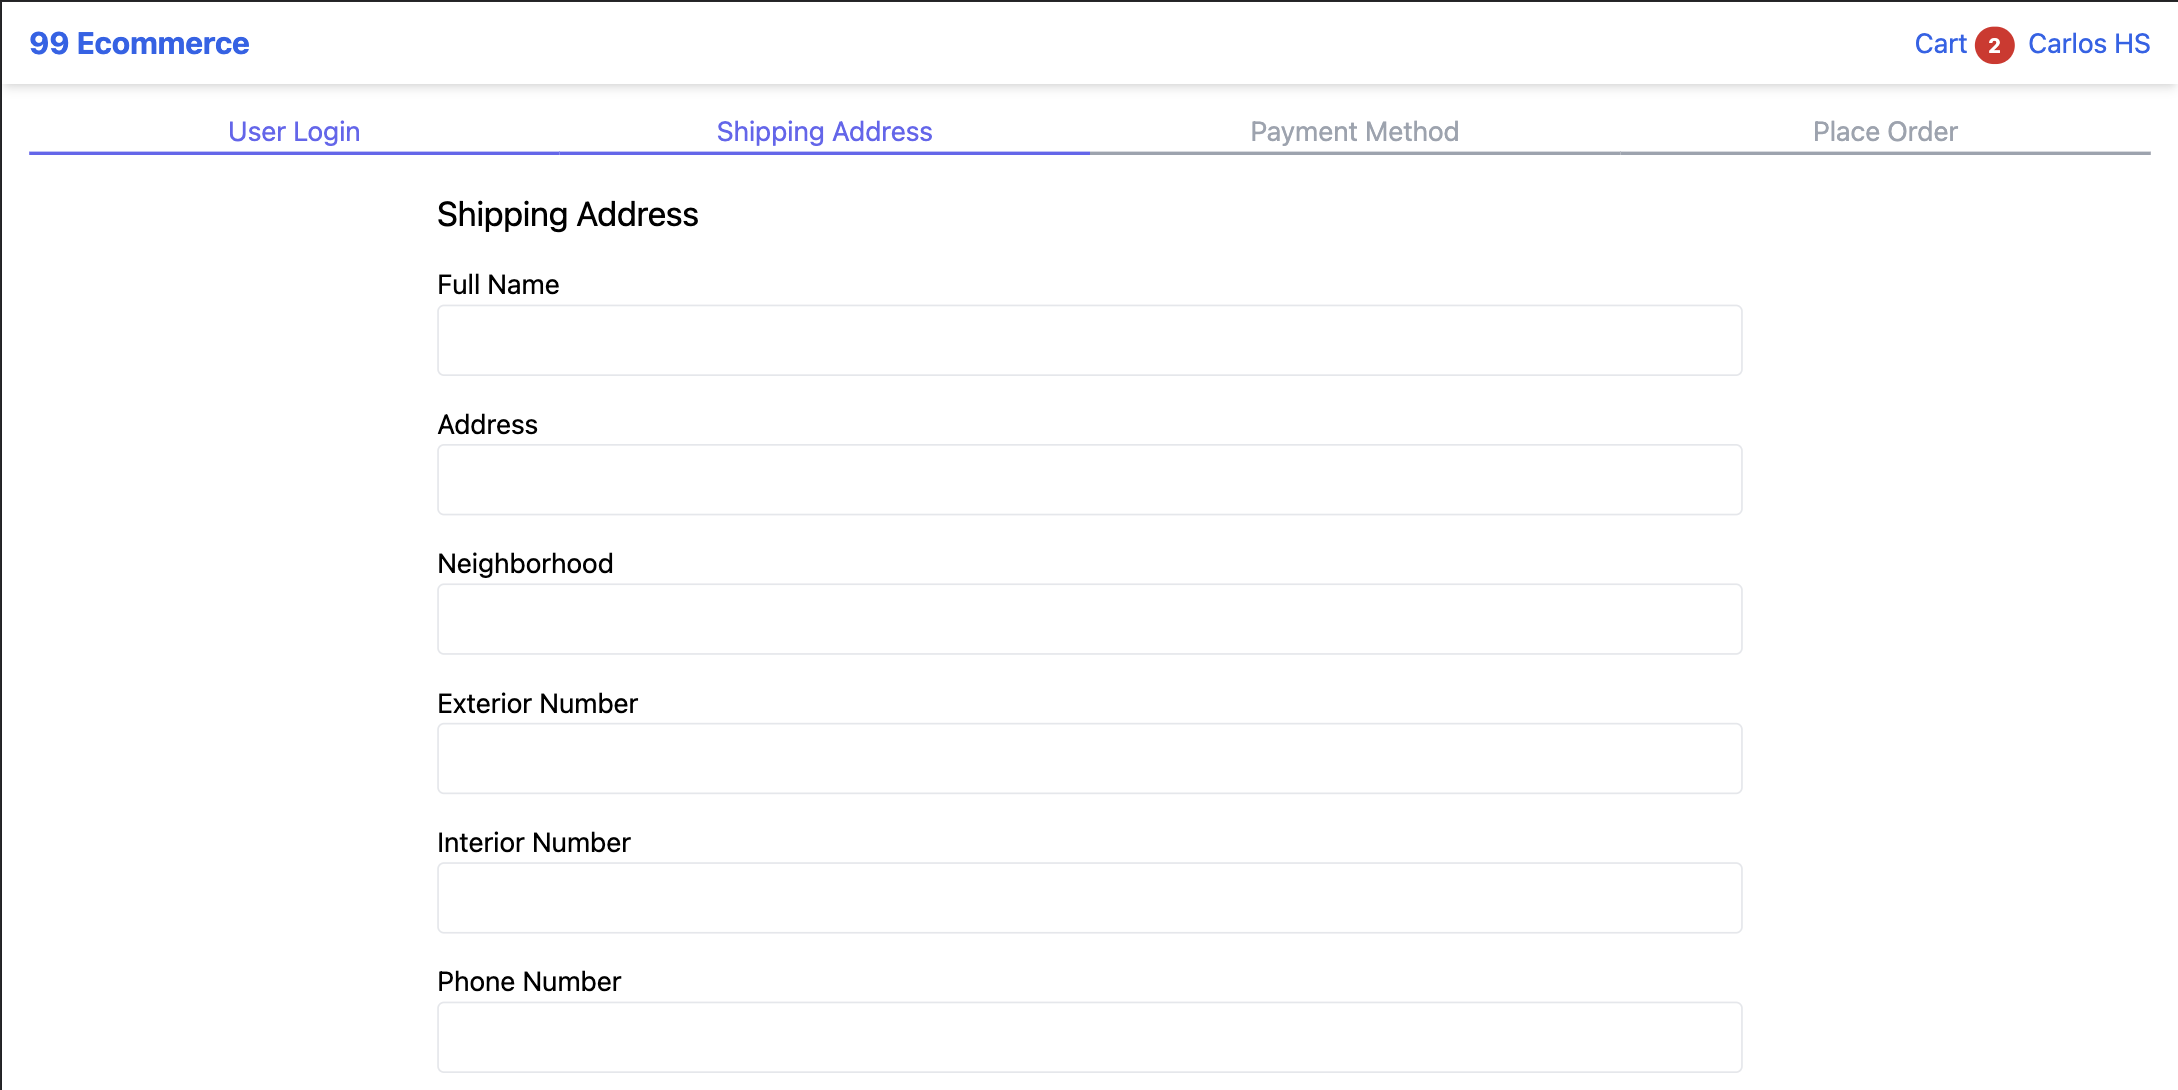 99 Ecommerce Cart 2 Carlos HS
User Login Shipping Address Payment Method Place Order
Shipping Address
Full Name
Address
Neighborhood
Exterior Number
Interior Number
Phone Number